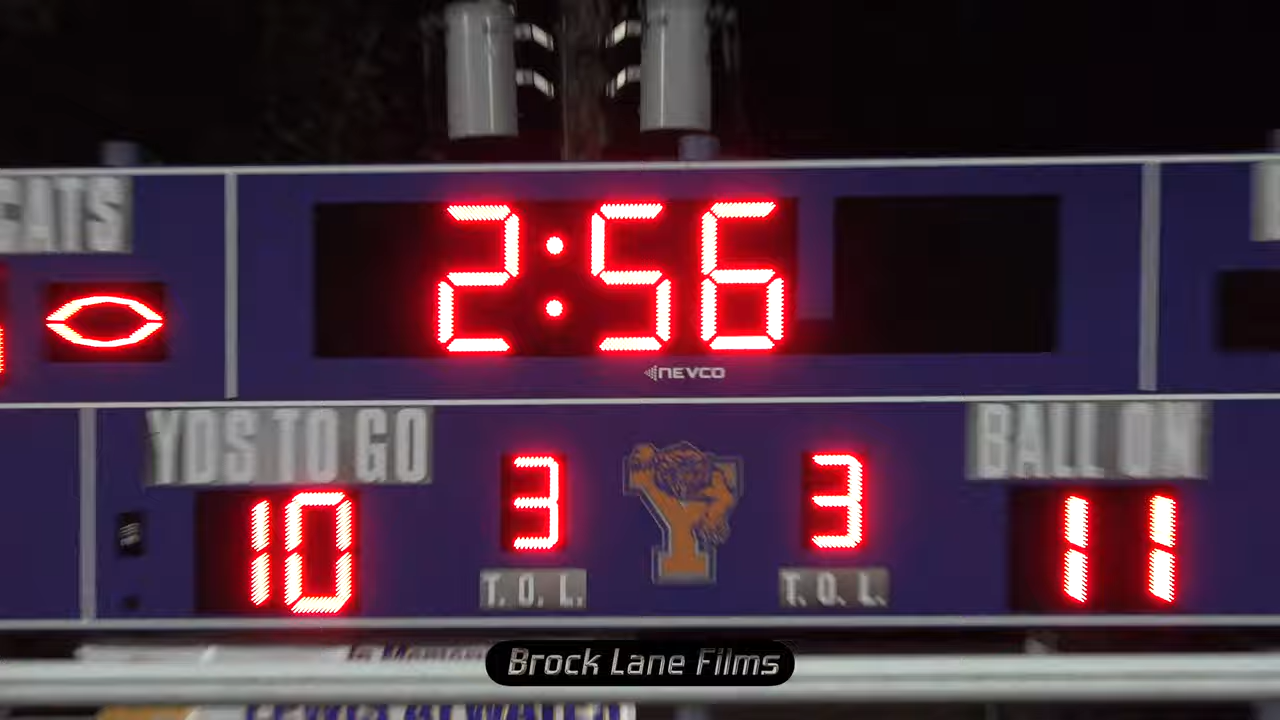 CATS
2:56
NEVCO
YDS TO GO
BALL ON
10
3
3
11
T. O. L.
T. O. L.
Y
Brock Lane Films